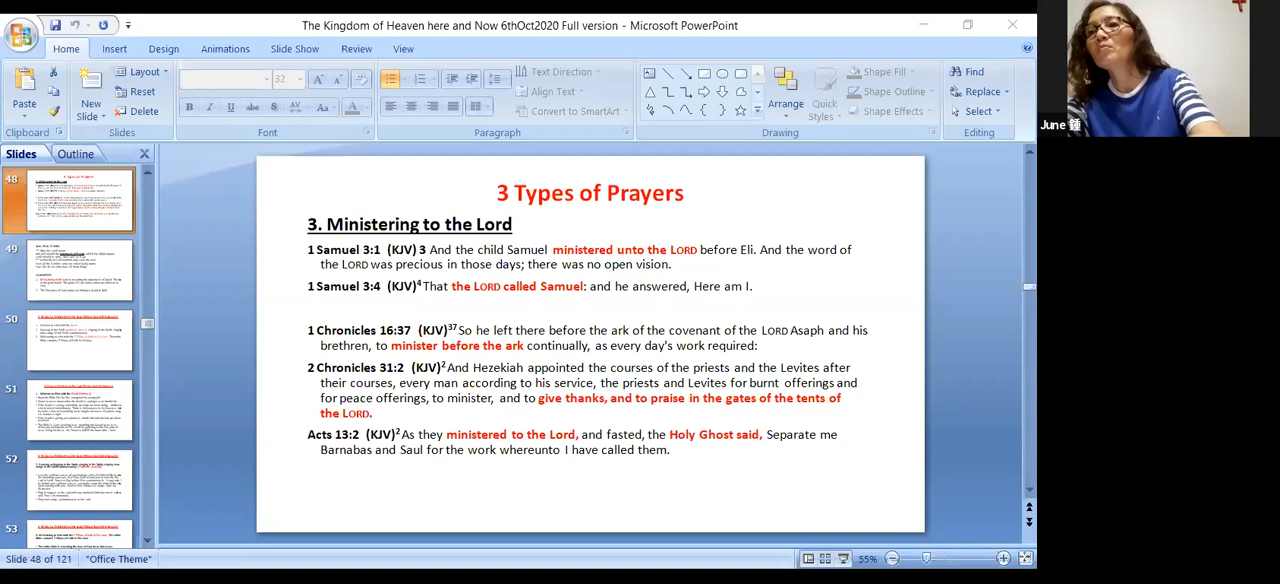 The Kingdom of Heaven here and Now 6thOct2020 Full version - Microsoft PowerPoint
Home Insert Design Animations Slide Show Review View
Paste
Clipboard
New Slide
Layout
Reset
Delete
Slides
32
B I U abc S AV Aa A
Font
Paragraph
Text Direction
Align Text
Convert to SmartArt
Arrange
Quick Styles
Shape Fill
Shape Outline
Shape Effects
Drawing
Find
Replace
Select
Editing
June 鍾
Slides Outline
48
49
50
51
52
53
3 Types of Prayers
3. Ministering to the Lord
1 Samuel 3:1 (KJV) 3 And the child Samuel ministered unto the LORD before Eli. And the word of
the LORD was precious in those days; there was no open vision.
1 Samuel 3:4 (KJV)4 That the LORD called Samuel: and he answered, Here am I.
1 Chronicles 16:37 (KJV)37 So he left there before the ark of the covenant of the LORD Asaph and his
brethren, to minister before the ark continually, as every day's work required:
2 Chronicles 31:2 (KJV)2 And Hezekiah appointed the courses of the priests and the Levites after
their courses, every man according to his service, the priests and Levites for burnt offerings and
for peace offerings, to minister, and to give thanks, and to praise in the gates of the tents of
the LORD.
Acts 13:2 (KJV)2 As they ministered to the Lord, and fasted, the Holy Ghost said, Separate me
Barnabas and Saul for the work whereunto I have called them.
Slide 48 of 121 "Office Theme" 55%